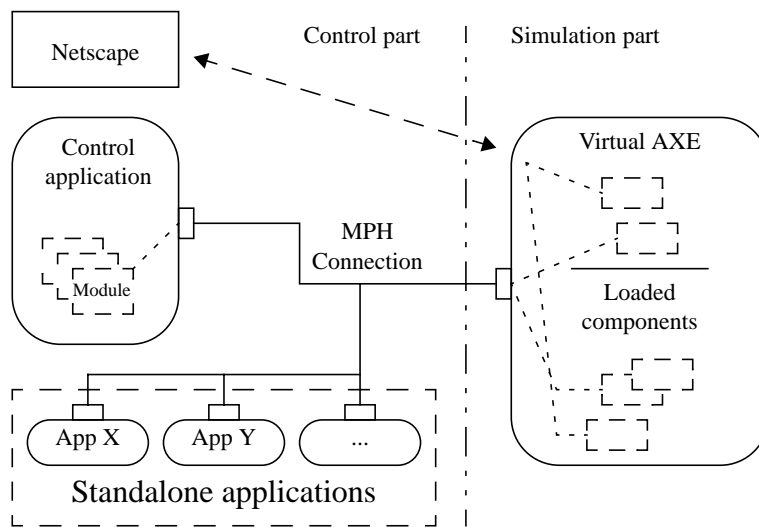 Control part
Simulation part
Netscape
Control
application
Module
MPH
Connection
Virtual AXE
Loaded
components
App X
App Y
...
Standalone applications